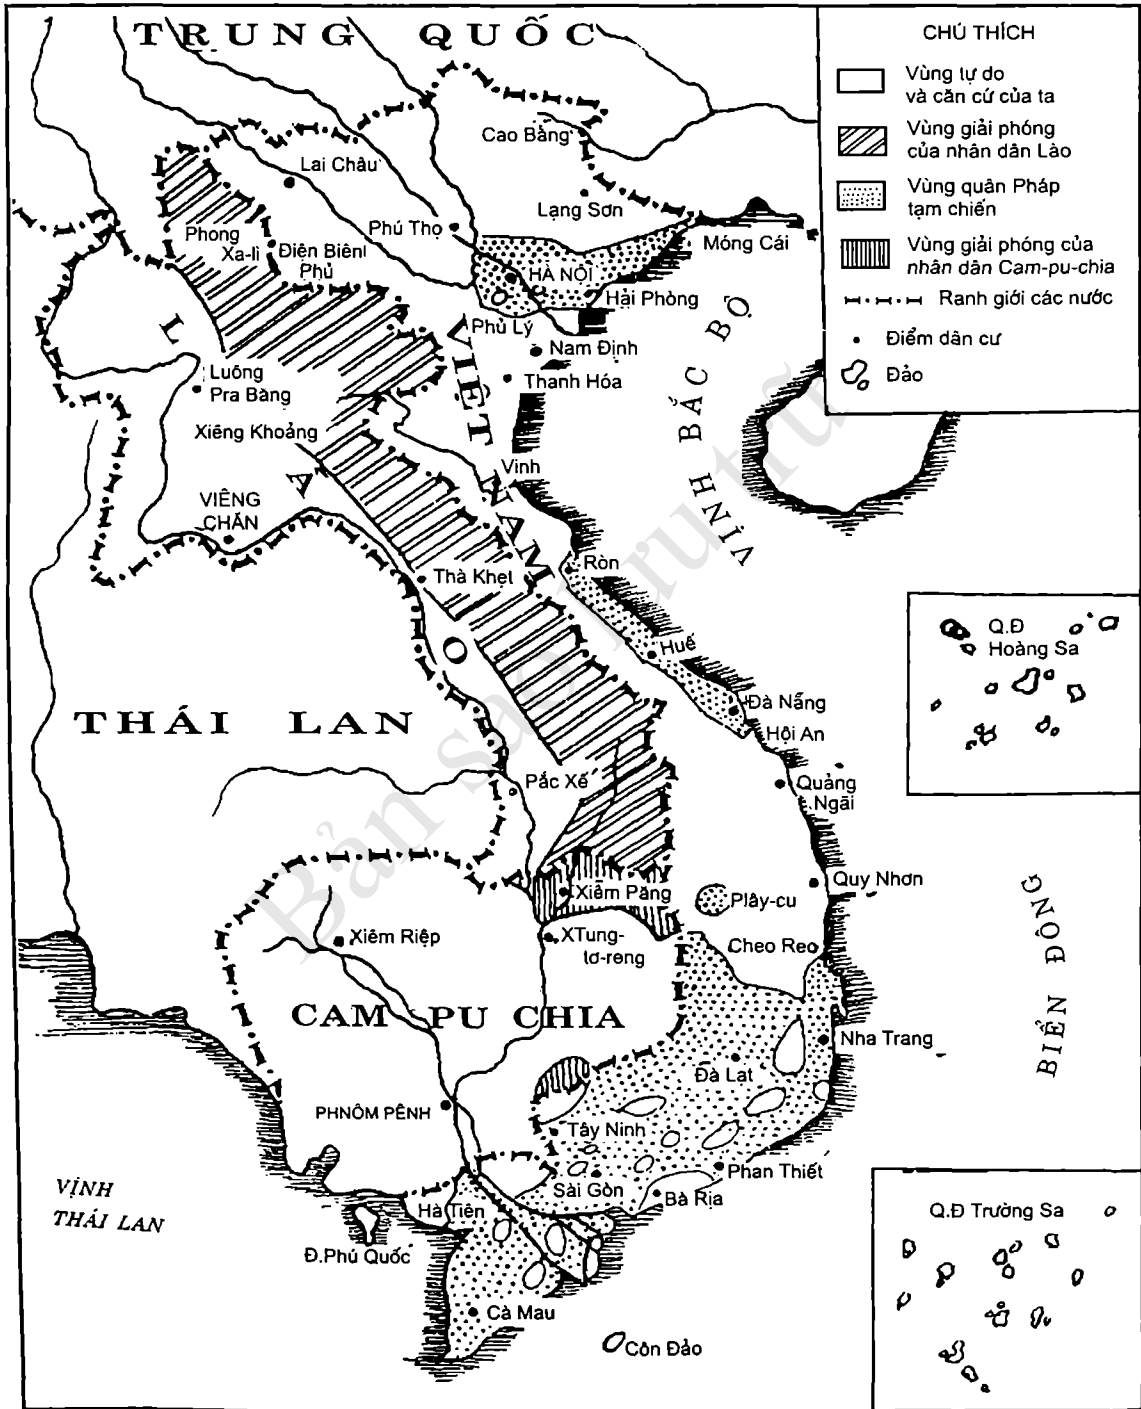 TRUNG QUỐC
CHÚ THÍCH
Vùng tự do
và căn cứ của ta
Vùng giải phóng
của nhân dân Lào
Vùng quân Pháp
tạm chiến
Vùng giải phóng của
nhân dân Cam-pu-chia
Ranh giới các nước
Điểm dân cư
Đảo
Cao Bằng
Lai Châu
Lạng Sơn
Phú Thọ
Móng Cái
Phong
Xa-lì
Điện Biênl
Phủ
HÀ NỘI
Hải Phòng
Phủ Lý
Nam Định
Thanh Hóa
VIỆT NAM
VỊNH BẮC BỘ
LÀO
Luông
Pra Bàng
Xiêng Khoảng
VIÊNG
CHĂN
Vinh
Ròn
Thà Khẹt
Huế
Q.Đ
Hoàng Sa
THÁI LAN
Đà Nẵng
Hội An
Pắc Xế
Quảng
Ngãi
Xiêm Păng
Plây-cu
Quy Nhơn
Xiêm Riệp
XTung-
tơ-reng
Cheo Reo
BIỂN ĐÔNG
CAM PU CHIA
Nha Trang
Đà Lạt
PHNÔM PÊNH
Tây Ninh
Phan Thiết
Sài Gòn
Bà Rịa
VỊNH
THÁI LAN
Hà Tiên
Q.Đ Trường Sa
Đ.Phú Quốc
Cà Mau
Côn Đảo
Bản sao lưu trữ